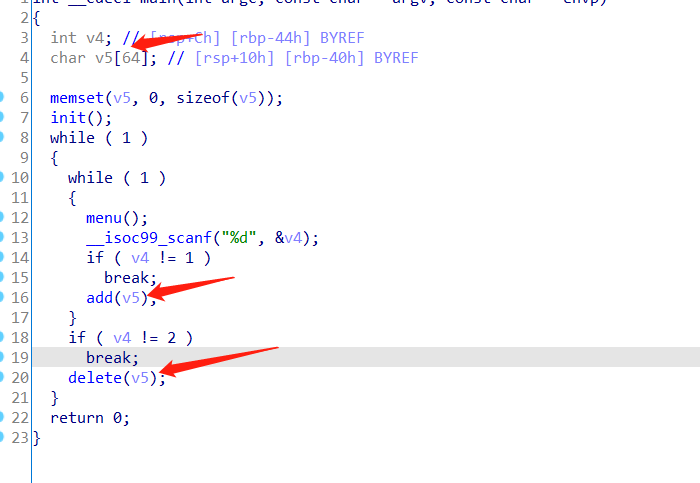 int __cdecl main(int argc, const char **argv, const char **envp)
2 {
3 int v4; // [rsp+Ch] [rbp-44h] BYREF
4 char v5[64]; // [rsp+10h] [rbp-40h] BYREF
5
6 memset(v5, 0, sizeof(v5));
7 init();
8 while ( 1 )
9 {
10 while ( 1 )
11 {
12 menu();
13 __isoc99_scanf("%d", &v4);
14 if ( v4 != 1 )
15 break;
16 add(v5);
17 }
18 if ( v4 != 2 )
19 break;
20 delete(v5);
21 }
22 return 0;
23 }